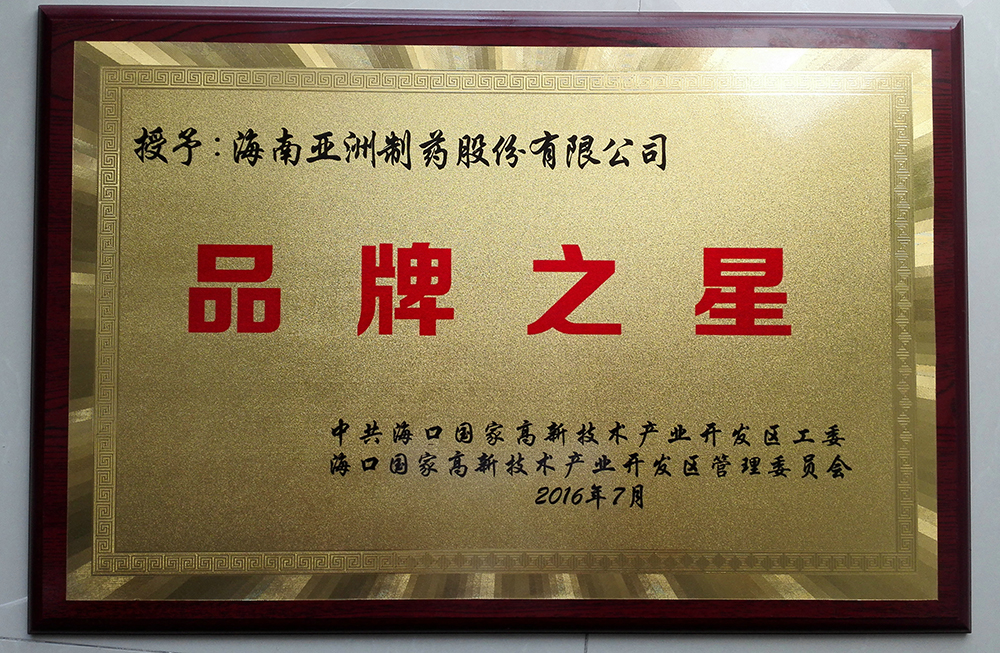 授予：海南亚洲制药股份有限公司
品牌之星
中共海口国家高新技术产业开发区工委
海口国家高新技术产业开发区管理委员会
2016年7月